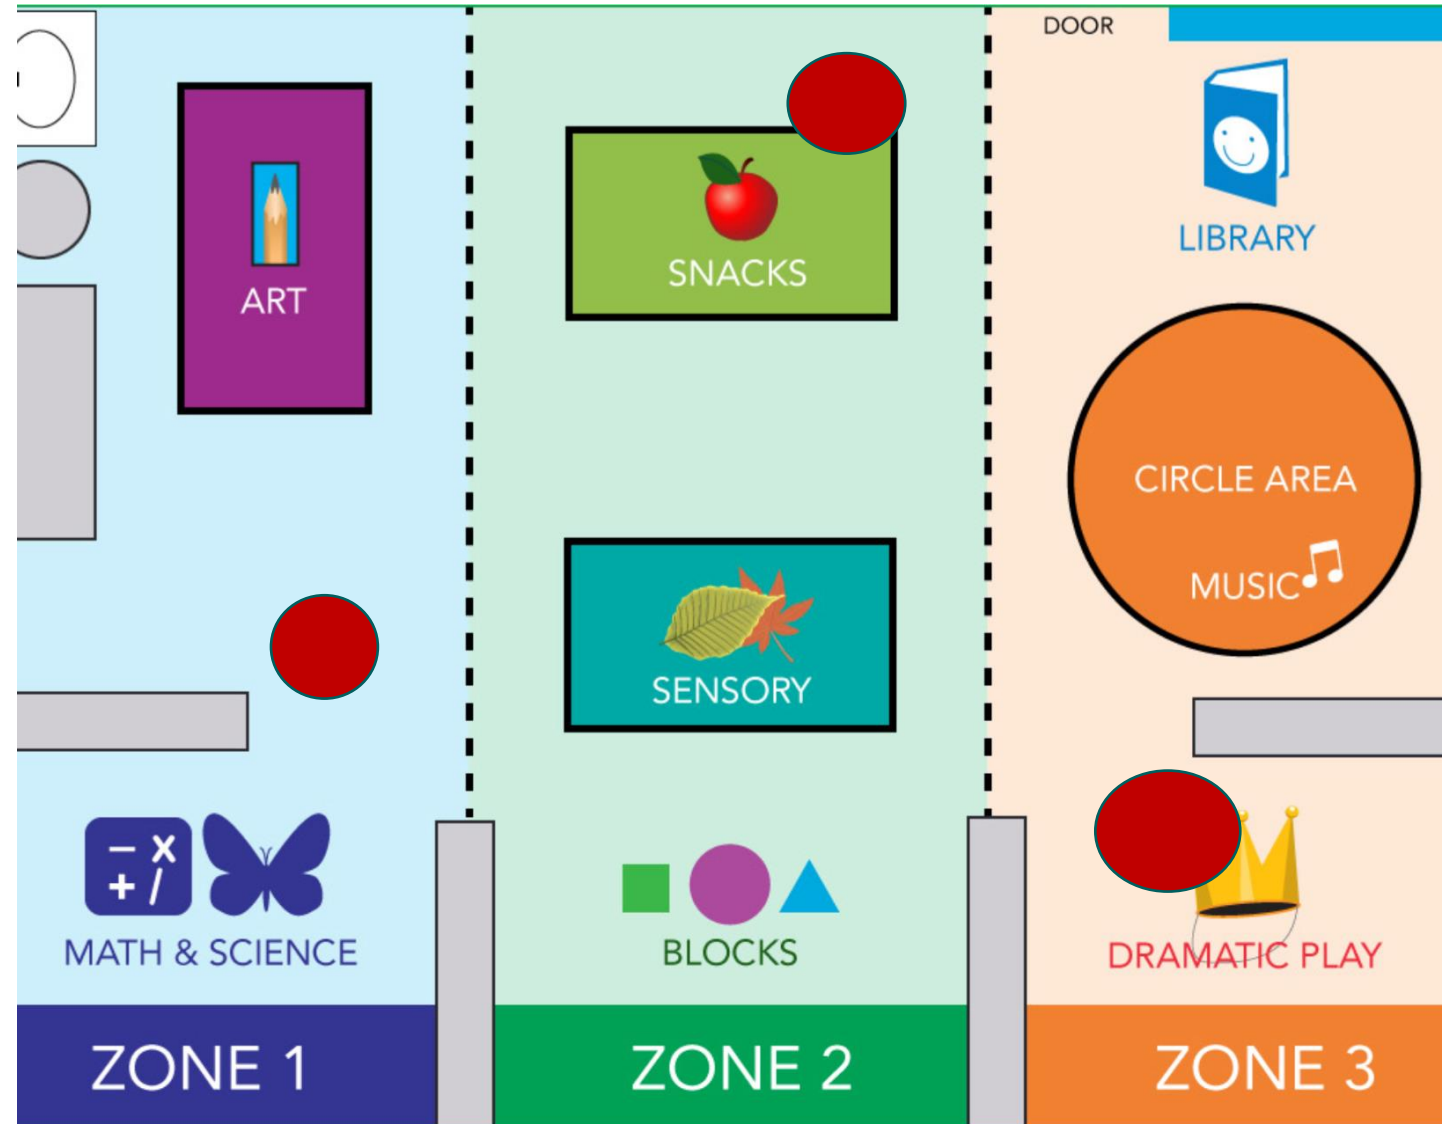 DOOR
LIBRARY
ART
SNACKS
CIRCLE AREA
MUSIC
SENSORY
− x
+ /
MATH & SCIENCE
BLOCKS
DRAMATIC PLAY
ZONE 1
ZONE 2
ZONE 3